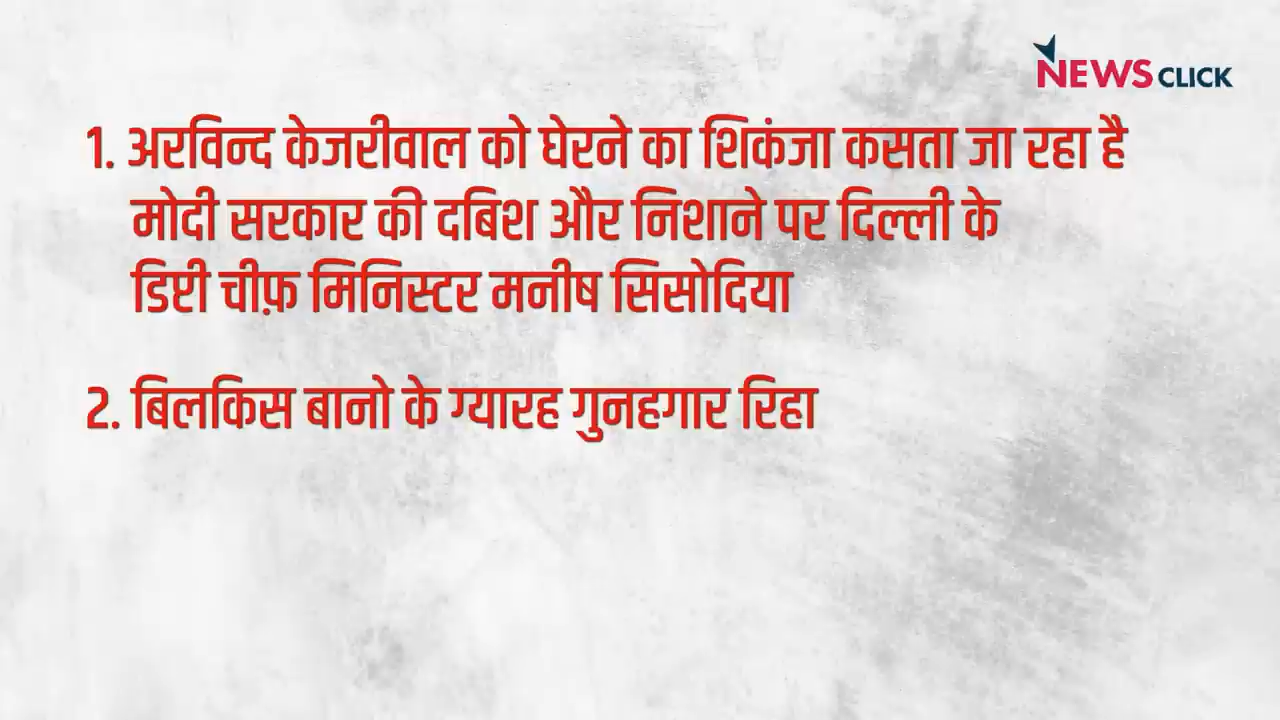 NEWS CLICK
1. अरविन्द केजरीवाल को घेरने का शिकंजा कसता जा रहा है
मोदी सरकार की दबिश और निशाने पर दिल्ली के
डिप्टी चीफ़ मिनिस्टर मनीष सिसोदिया
2. बिलकिस बानो के ग्यारह गुनहगार रिहा